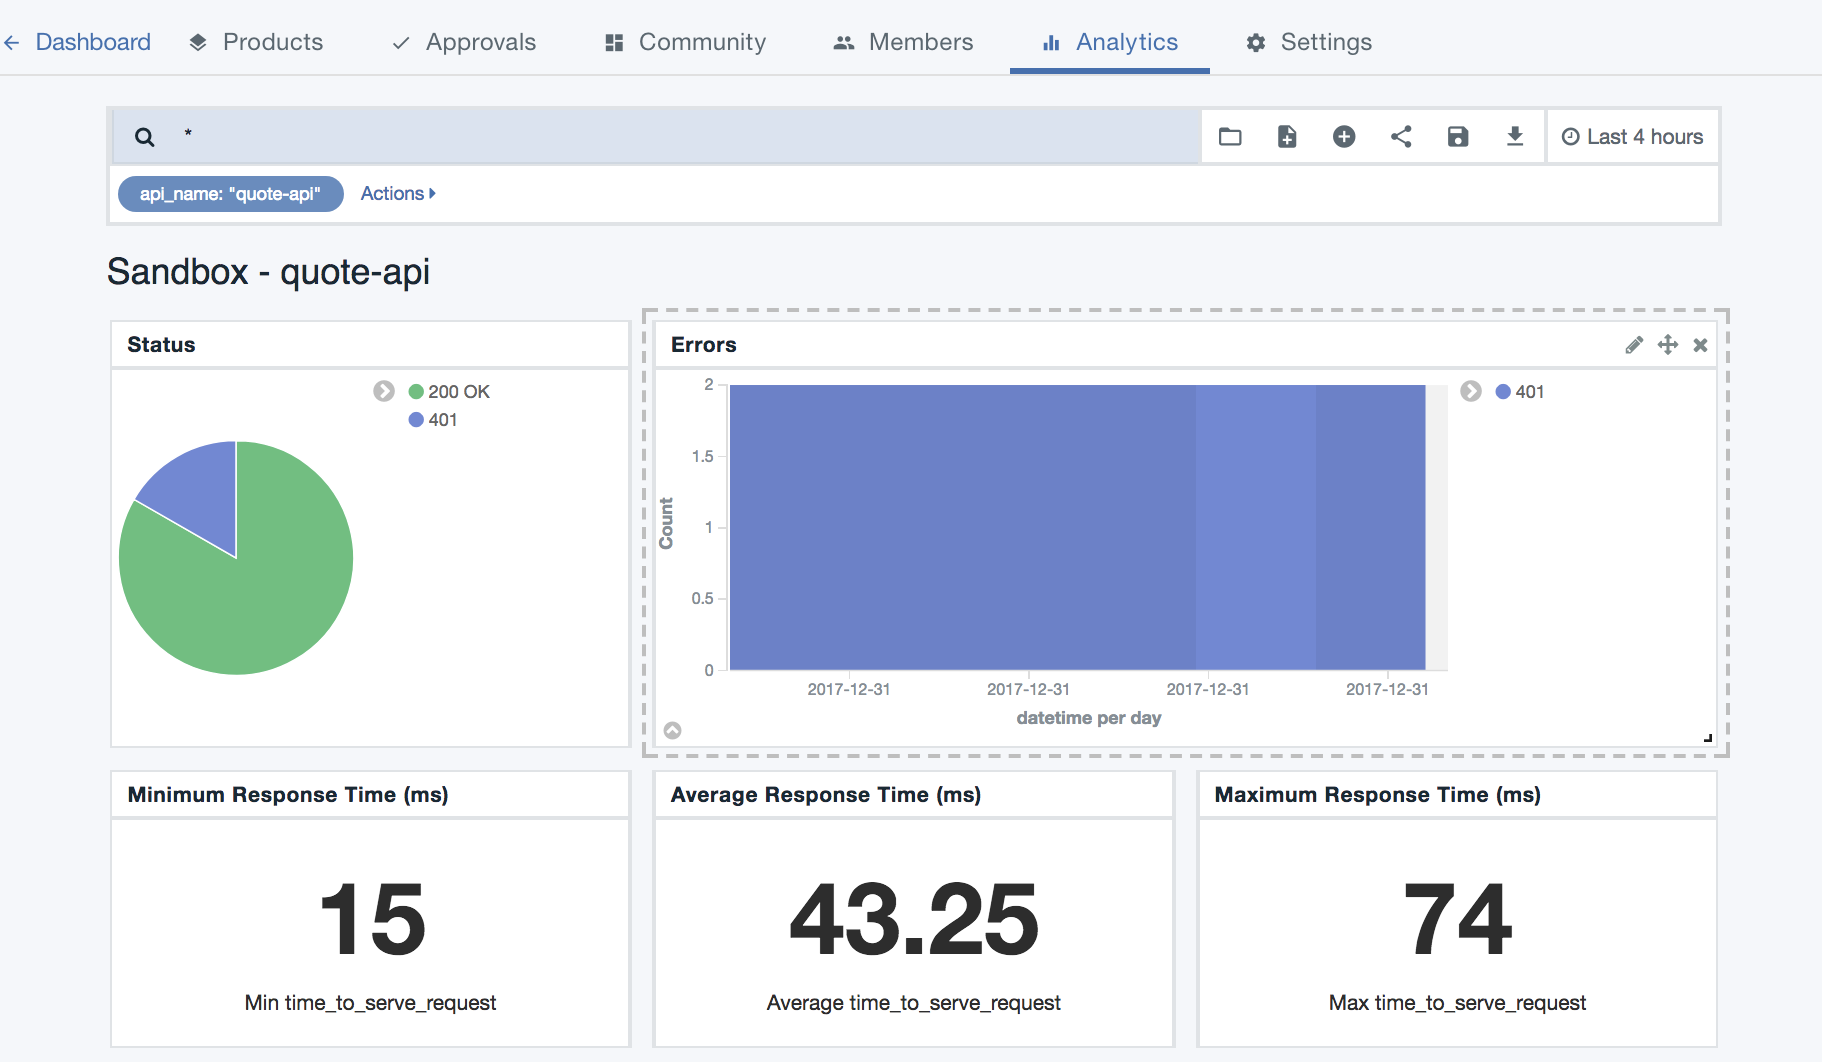 Dashboard Products Approvals Community Members Analytics Settings
* Last 4 hours
api_name: "quote-api" Actions
Sandbox - quote-api
Status
200 OK
401
Errors
2
1.5
1
0.5
0
Count
2017-12-31 2017-12-31 2017-12-31 2017-12-31
datetime per day
401
Minimum Response Time (ms)
15
Min time_to_serve_request
Average Response Time (ms)
43.25
Average time_to_serve_request
Maximum Response Time (ms)
74
Max time_to_serve_request